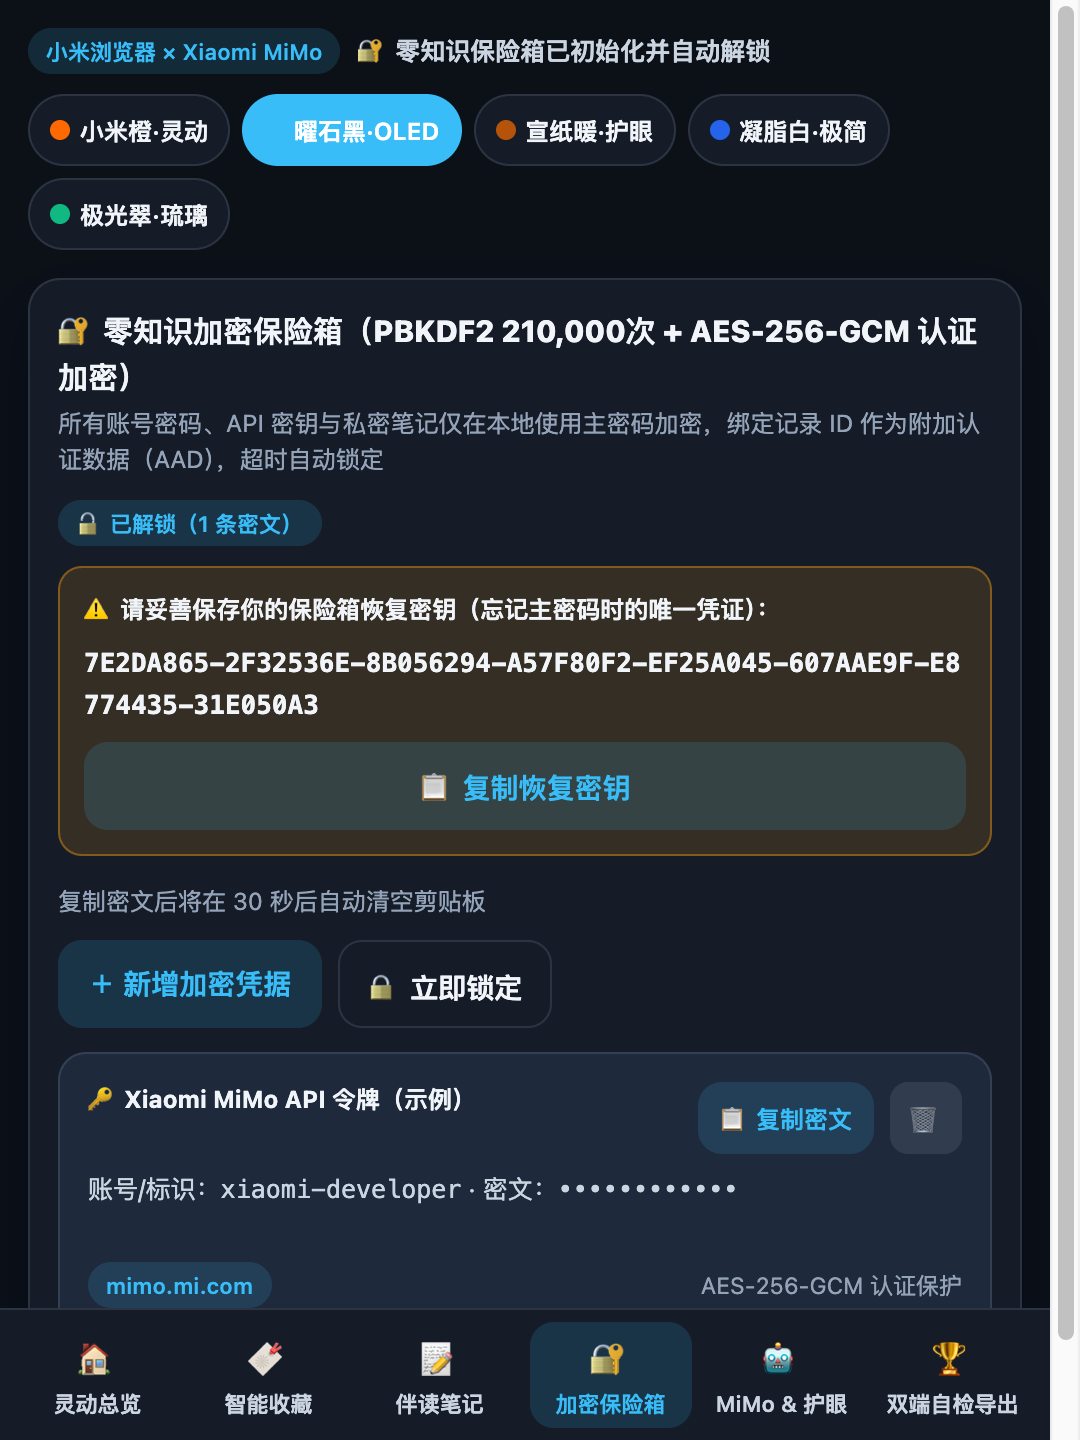 小米浏览器 × Xiaomi MiMo
🔐 零知识保险箱已初始化并自动解锁
小米橙·灵动
曜石黑·OLED
宣纸暖·护眼
凝脂白·极简
极光翠·琉璃
🔐 零知识加密保险箱（PBKDF2 210,000次 + AES-256-GCM 认证
加密）
所有账号密码、API 密钥与私密笔记仅在本地使用主密码加密，绑定记录 ID 作为附加认
证数据（AAD），超时自动锁定
🔓 已解锁（1 条密文）
⚠️ 请妥善保存你的保险箱恢复密钥（忘记主密码时的唯一凭证）：
7E2DA865-2F32536E-8B056294-A57F80F2-EF25A045-607AAE9F-E8
774435-31E050A3
📋 复制恢复密钥
复制密文后将在 30 秒后自动清空剪贴板
＋ 新增加密凭据
🔒 立即锁定
🔑 Xiaomi MiMo API 令牌（示例）
📋 复制密文
账号/标识：xiaomi-developer · 密文：••••••••••••
mimo.mi.com
AES-256-GCM 认证保护
灵动总览
智能收藏
伴读笔记
加密保险箱
MiMo & 护眼
双端自检导出